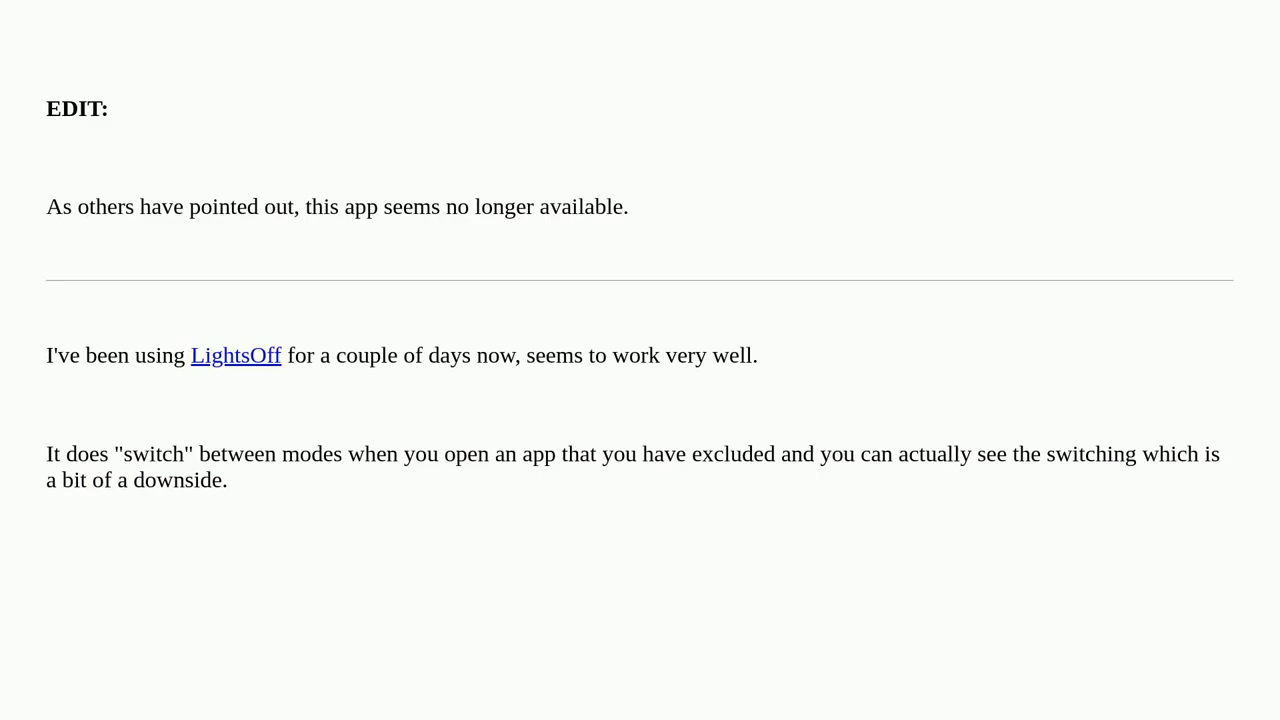 EDIT:
As others have pointed out, this app seems no longer available.
I've been using LightsOff for a couple of days now, seems to work very well.
It does "switch" between modes when you open an app that you have excluded and you can actually see the switching which is
a bit of a downside.